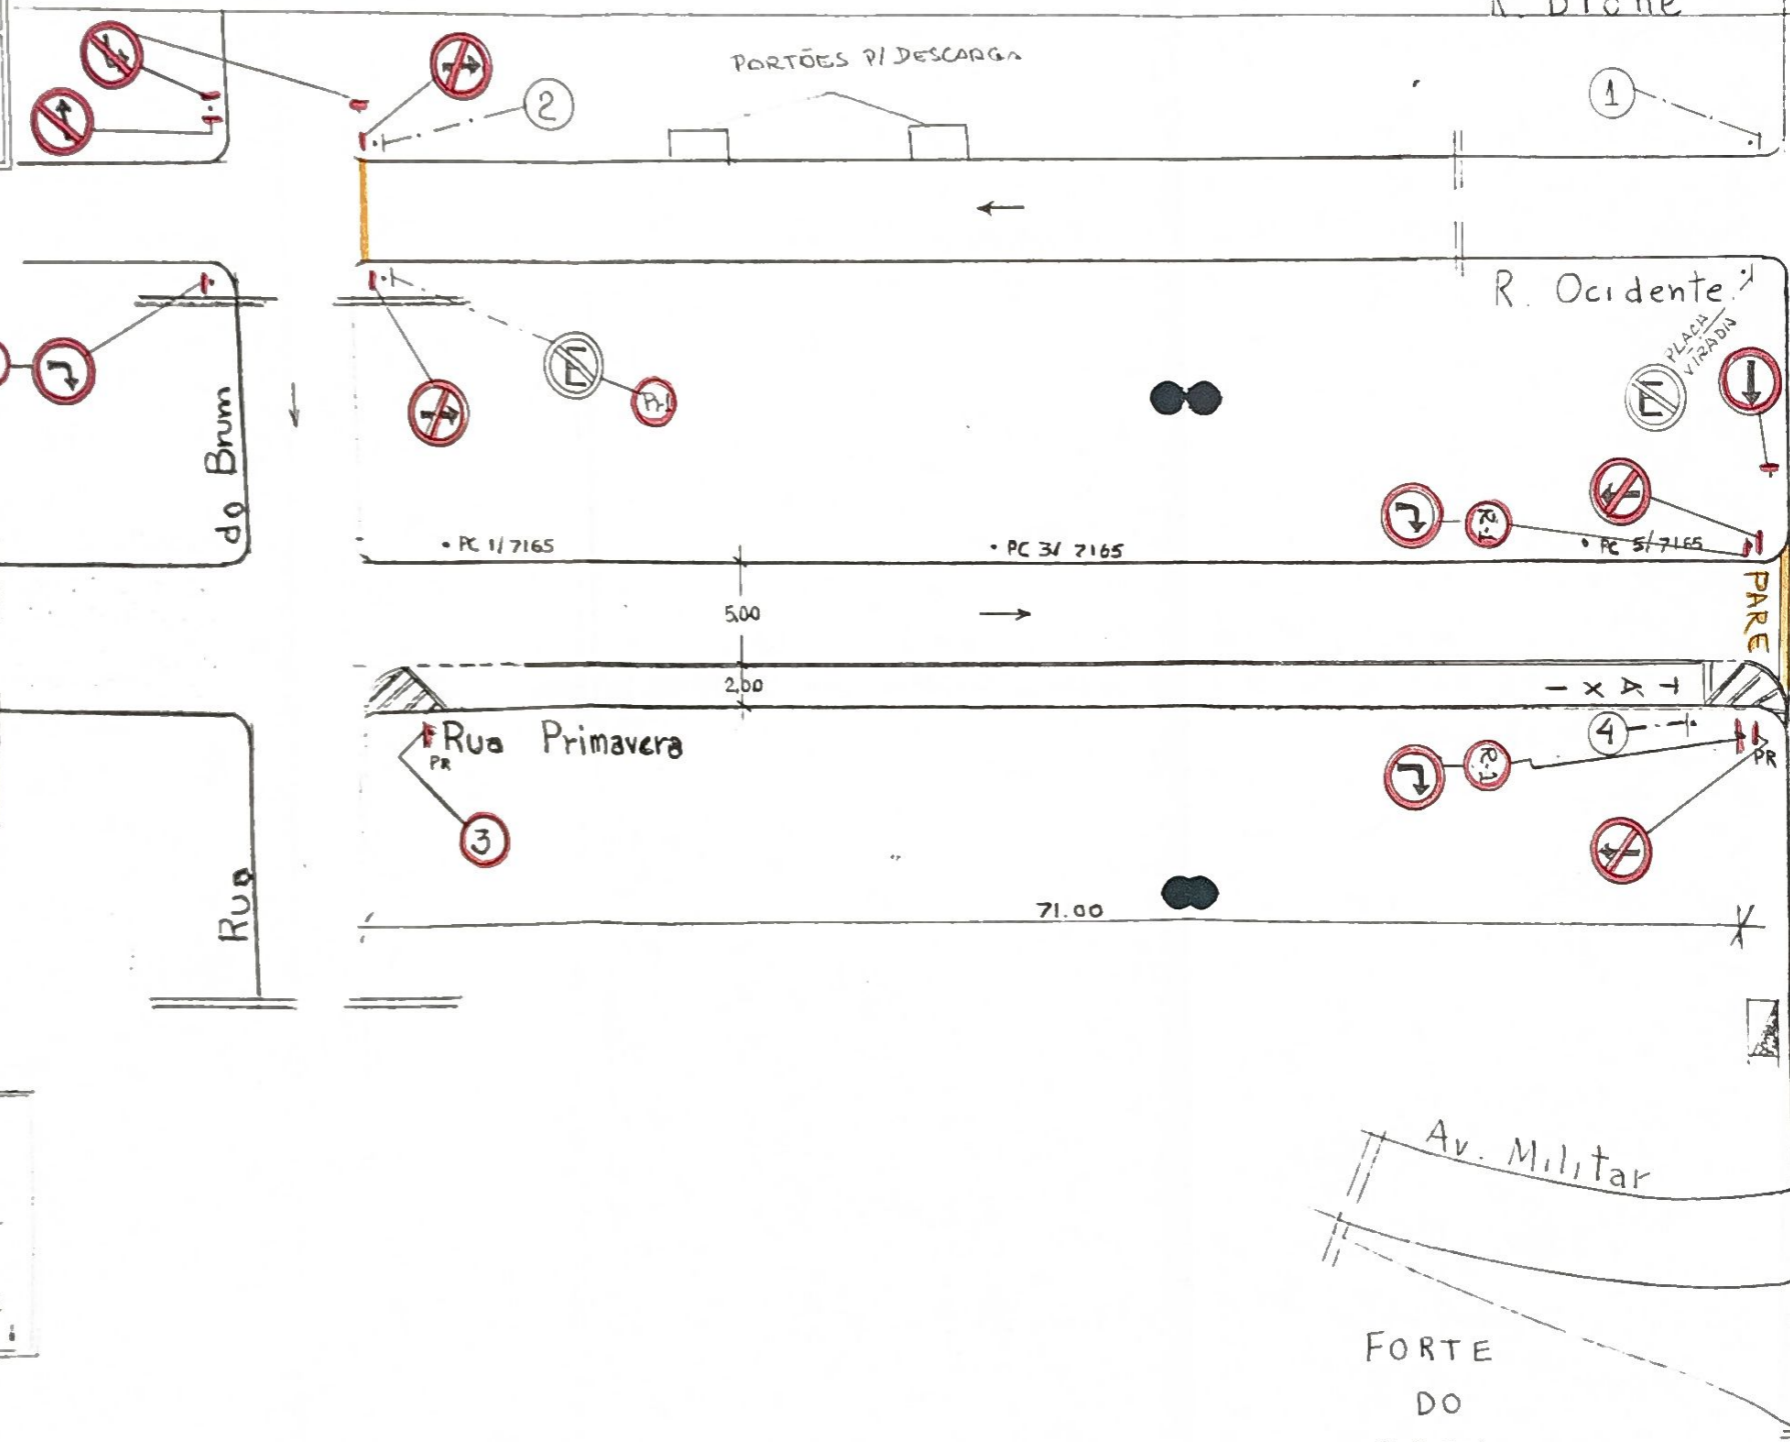 PORTÕES P/ DESCARGA
2
1
R. Ocidente
PLACA
VIRADA
E
E
R-1
R-1
do Brum
• PC 1/7165
• PC 3/ 7165
• PC 5/7165
PARE
5,00
2,00
TAXI
Rua Primavera
PR
3
4
R-1
PR
71.00
Rua
Av. Militar
FORTE
DO